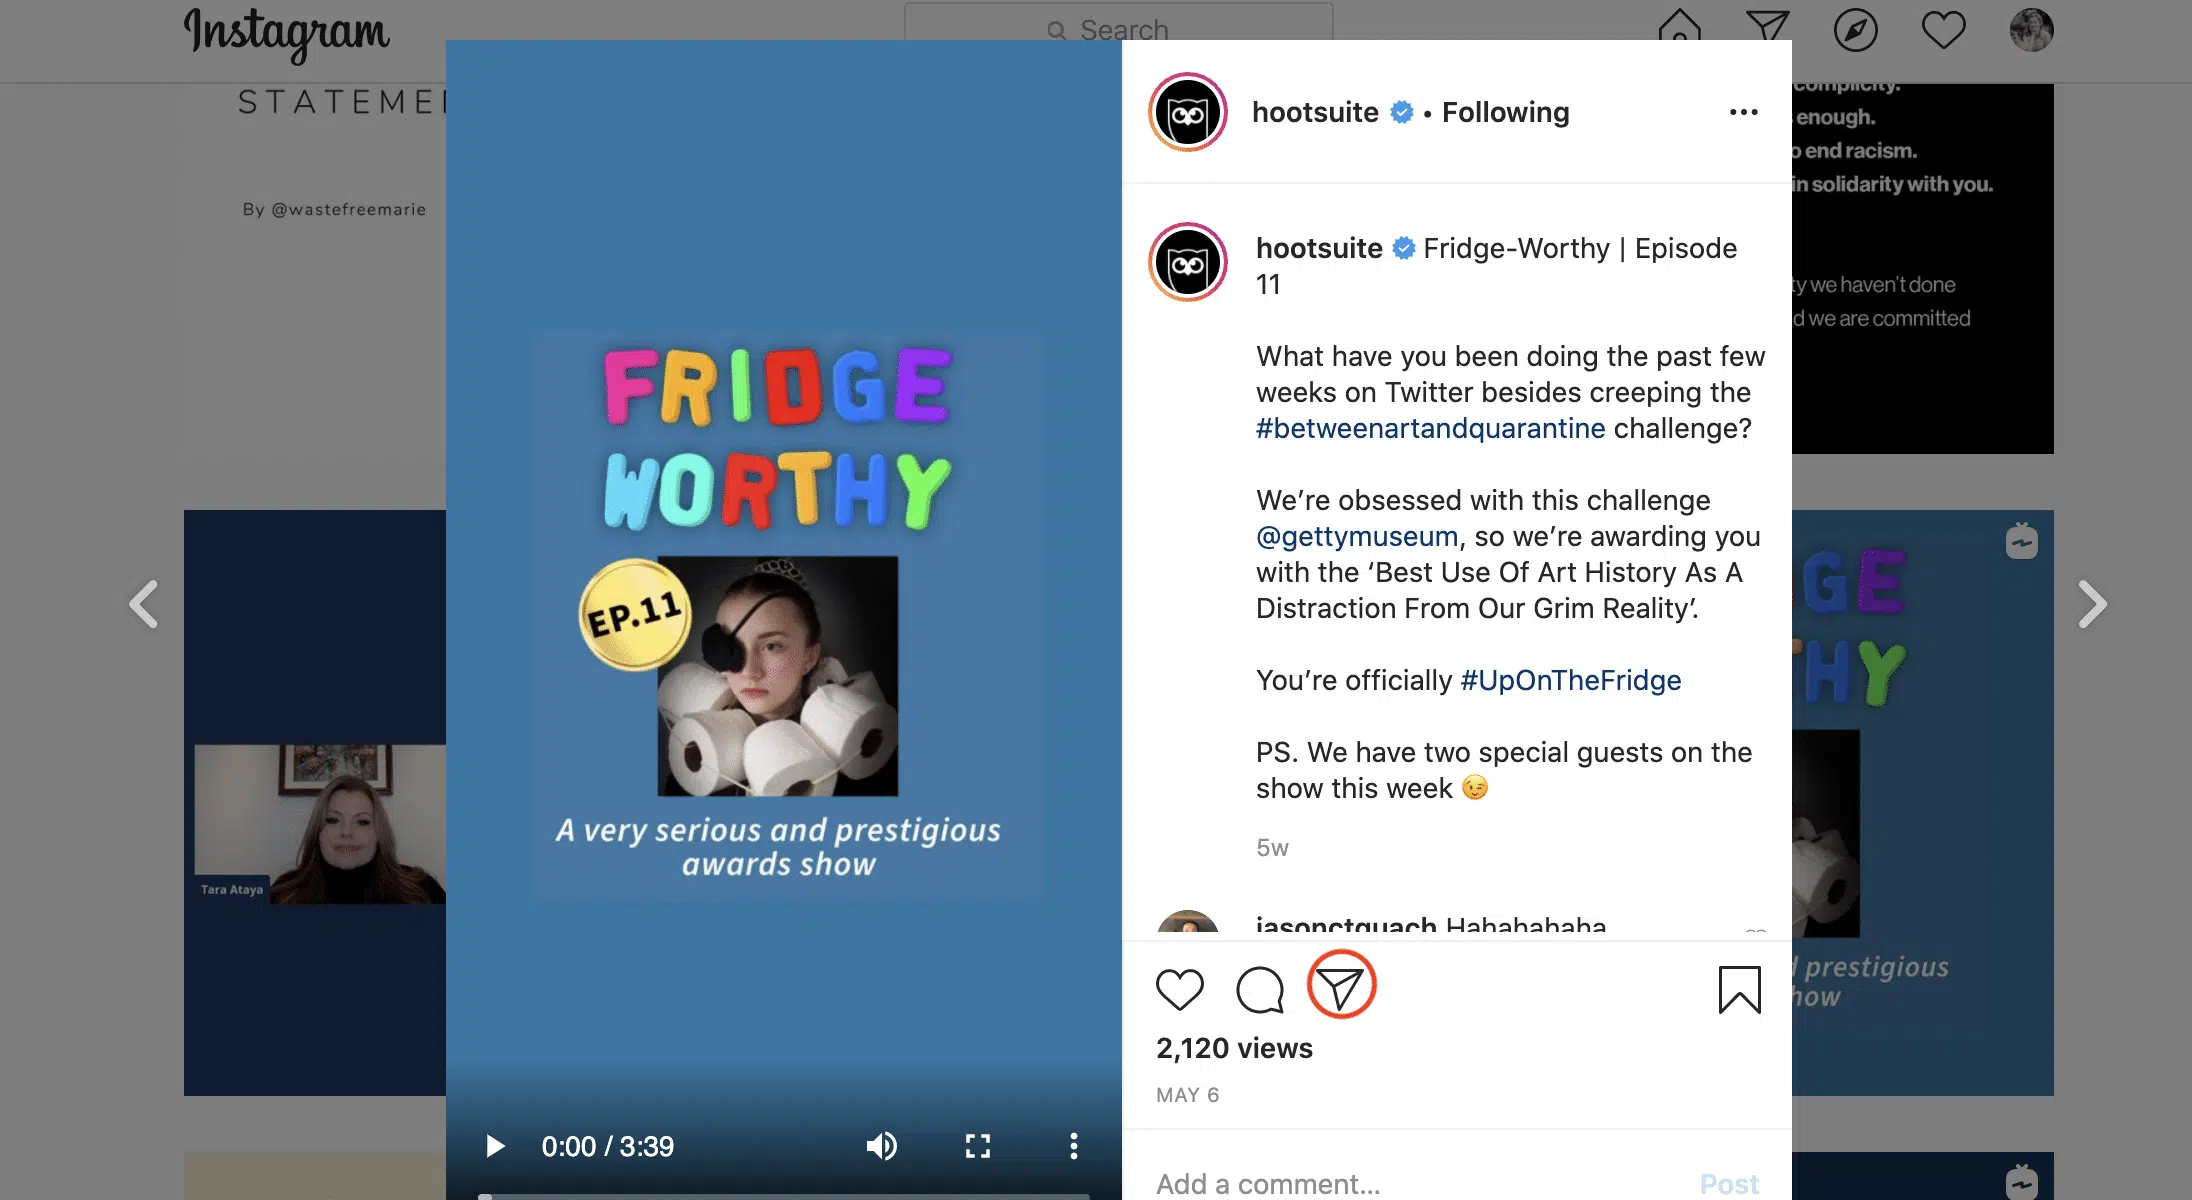 Instagram
Search
STATEME
By @wastefreemarie
complicity.
enough.
o end racism.
in solidarity with you.
ty we haven't done
d we are committed
Tara Ataya
FRIDGE
WORTHY
EP.11
A very serious and prestigious
awards show
0:00 / 3:39
hootsuite • Following
hootsuite Fridge-Worthy | Episode
11
What have you been doing the past few
weeks on Twitter besides creeping the
#betweenartandquarantine challenge?
We’re obsessed with this challenge
@gettymuseum, so we’re awarding you
with the ‘Best Use Of Art History As A
Distraction From Our Grim Reality’.
You’re officially #UpOnTheFridge
PS. We have two special guests on the
show this week 😉
5w
jasonctquach Hahahahaha
2,120 views
MAY 6
Add a comment...
Post
GE
HY
prestigious
how